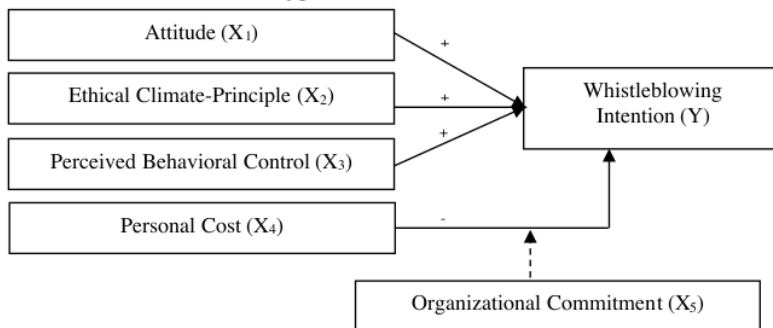 Attitude (X1)
+
Ethical Climate-Principle (X2)
+
Whistleblowing
Intention (Y)
+
Perceived Behavioral Control (X3)
Personal Cost (X4)
-
Organizational Commitment (X5)